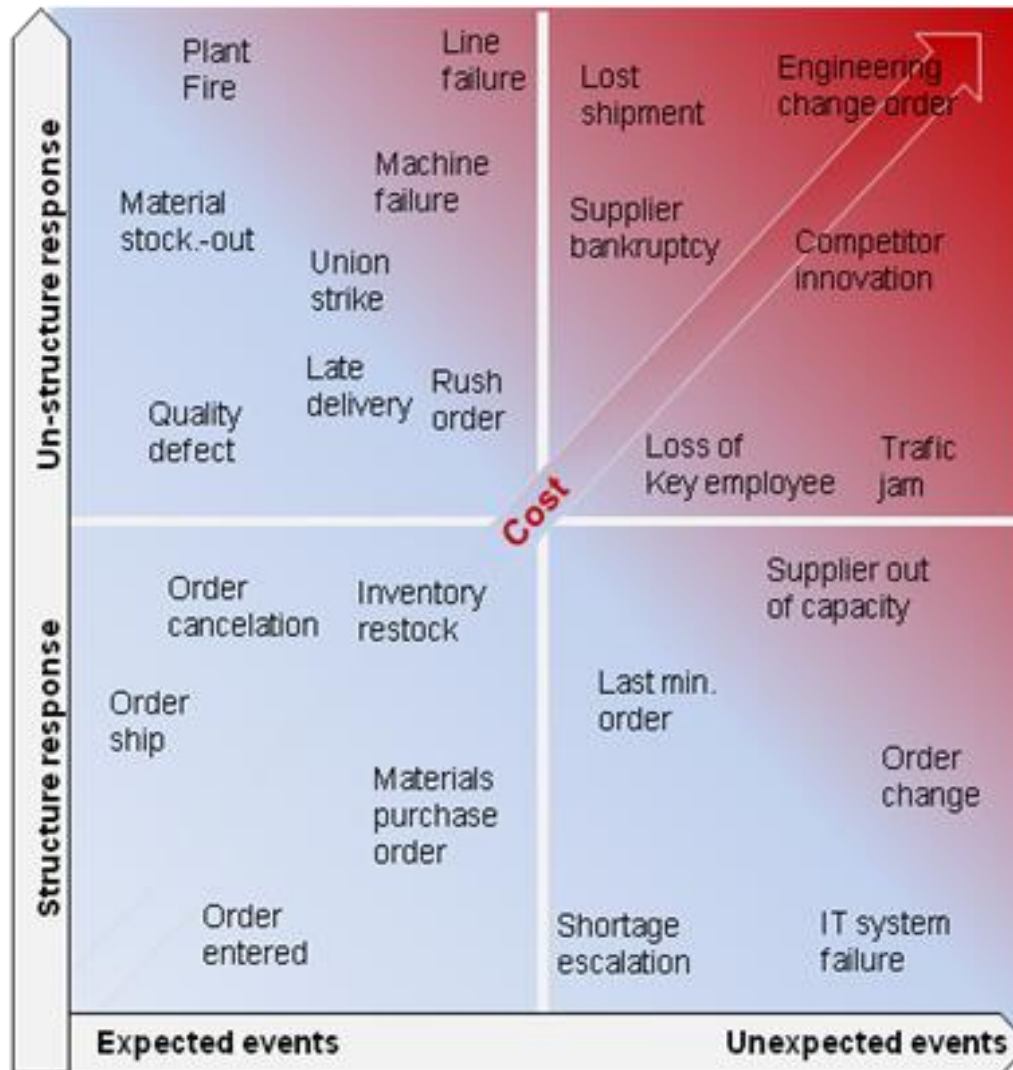 Un-structure response
Structure response
Plant
Fire
Line
failure
Machine
failure
Material
stock.-out
Union
strike
Late
delivery
Rush
order
Quality
defect
Lost
shipment
Engineering
change order
Supplier
bankruptcy
Competitor
innovation
Loss of
Key employee
Trafic
jam
Cost
Order
cancelation
Inventory
restock
Order
ship
Materials
purchase
order
Order
entered
Supplier out
of capacity
Last min.
order
Order
change
Shortage
escalation
IT system
failure
Expected events
Unexpected events